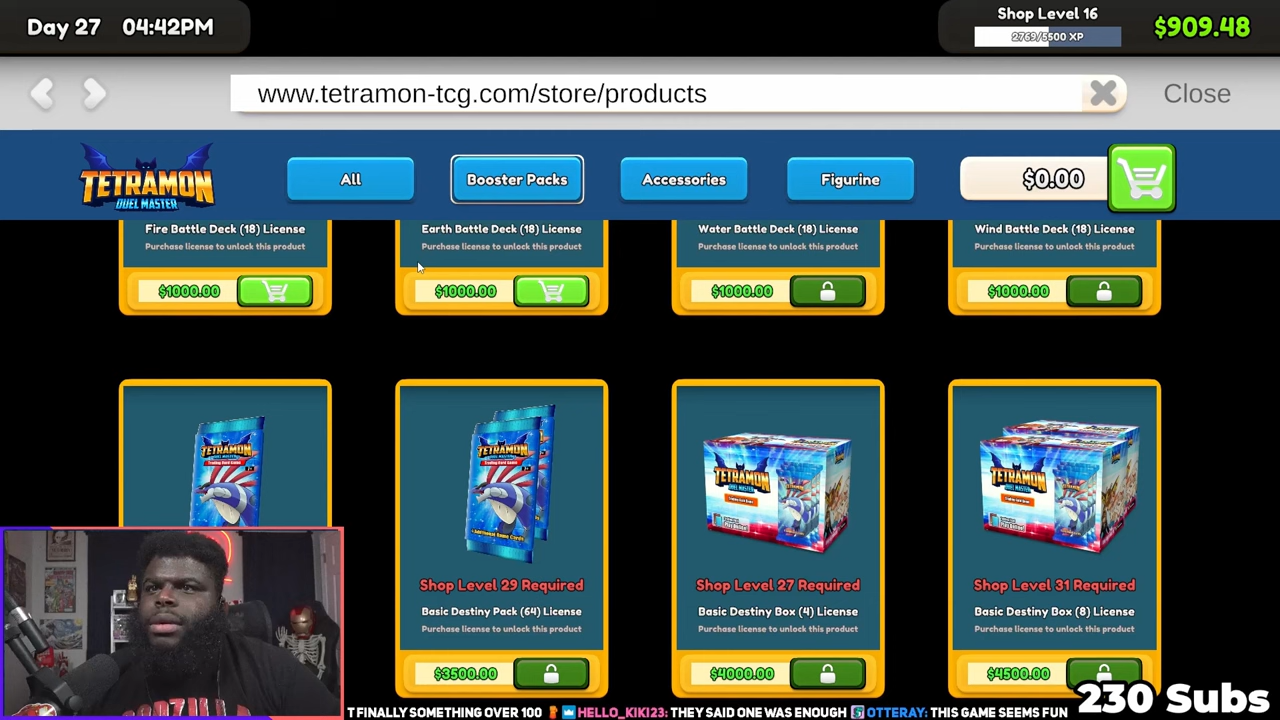 Day 27 04:42PM
Shop Level 16
2769/5500 XP
$909.48
www.tetramon-tcg.com/store/products
Close
TETRAMON
DUEL MASTER
All
Booster Packs
Accessories
Figurine
$0.00
Fire Battle Deck (18) License
Purchase license to unlock this product
$1000.00
Earth Battle Deck (18) License
Purchase license to unlock this product
$1000.00
Water Battle Deck (18) License
Purchase license to unlock this product
$1000.00
Wind Battle Deck (18) License
Purchase license to unlock this product
$1000.00
TETRAMON
TETRAMON
TETRAMON
TETRAMON
Shop Level 29 Required
Basic Destiny Pack (64) License
Purchase license to unlock this product
$3500.00
Shop Level 27 Required
Basic Destiny Box (4) License
Purchase license to unlock this product
$4000.00
Shop Level 31 Required
Basic Destiny Box (8) License
Purchase license to unlock this product
$4500.00
230 Subs
T FINALLY SOMETHING OVER 100 HELLO_KIKI23: THEY SAID ONE WAS ENOUGH OTTERAY: THIS GAME SEEMS FUN